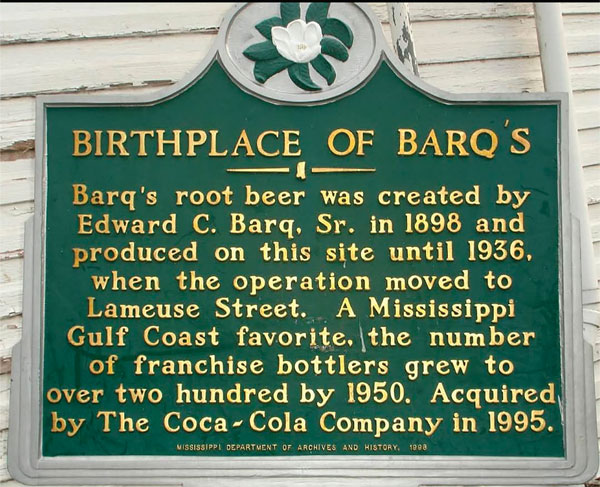 BIRTHPLACE OF BARQ'S
Barq's root beer was created by
Edward C. Barq, Sr. in 1898 and
produced on this site until 1936,
when the operation moved to
Lameuse Street. A Mississippi
Gulf Coast favorite, the number
of franchise bottlers grew to
over two hundred by 1950. Acquired
by The Coca-Cola Company in 1995.
MISSISSIPPI DEPARTMENT OF ARCHIVES AND HISTORY, 1998